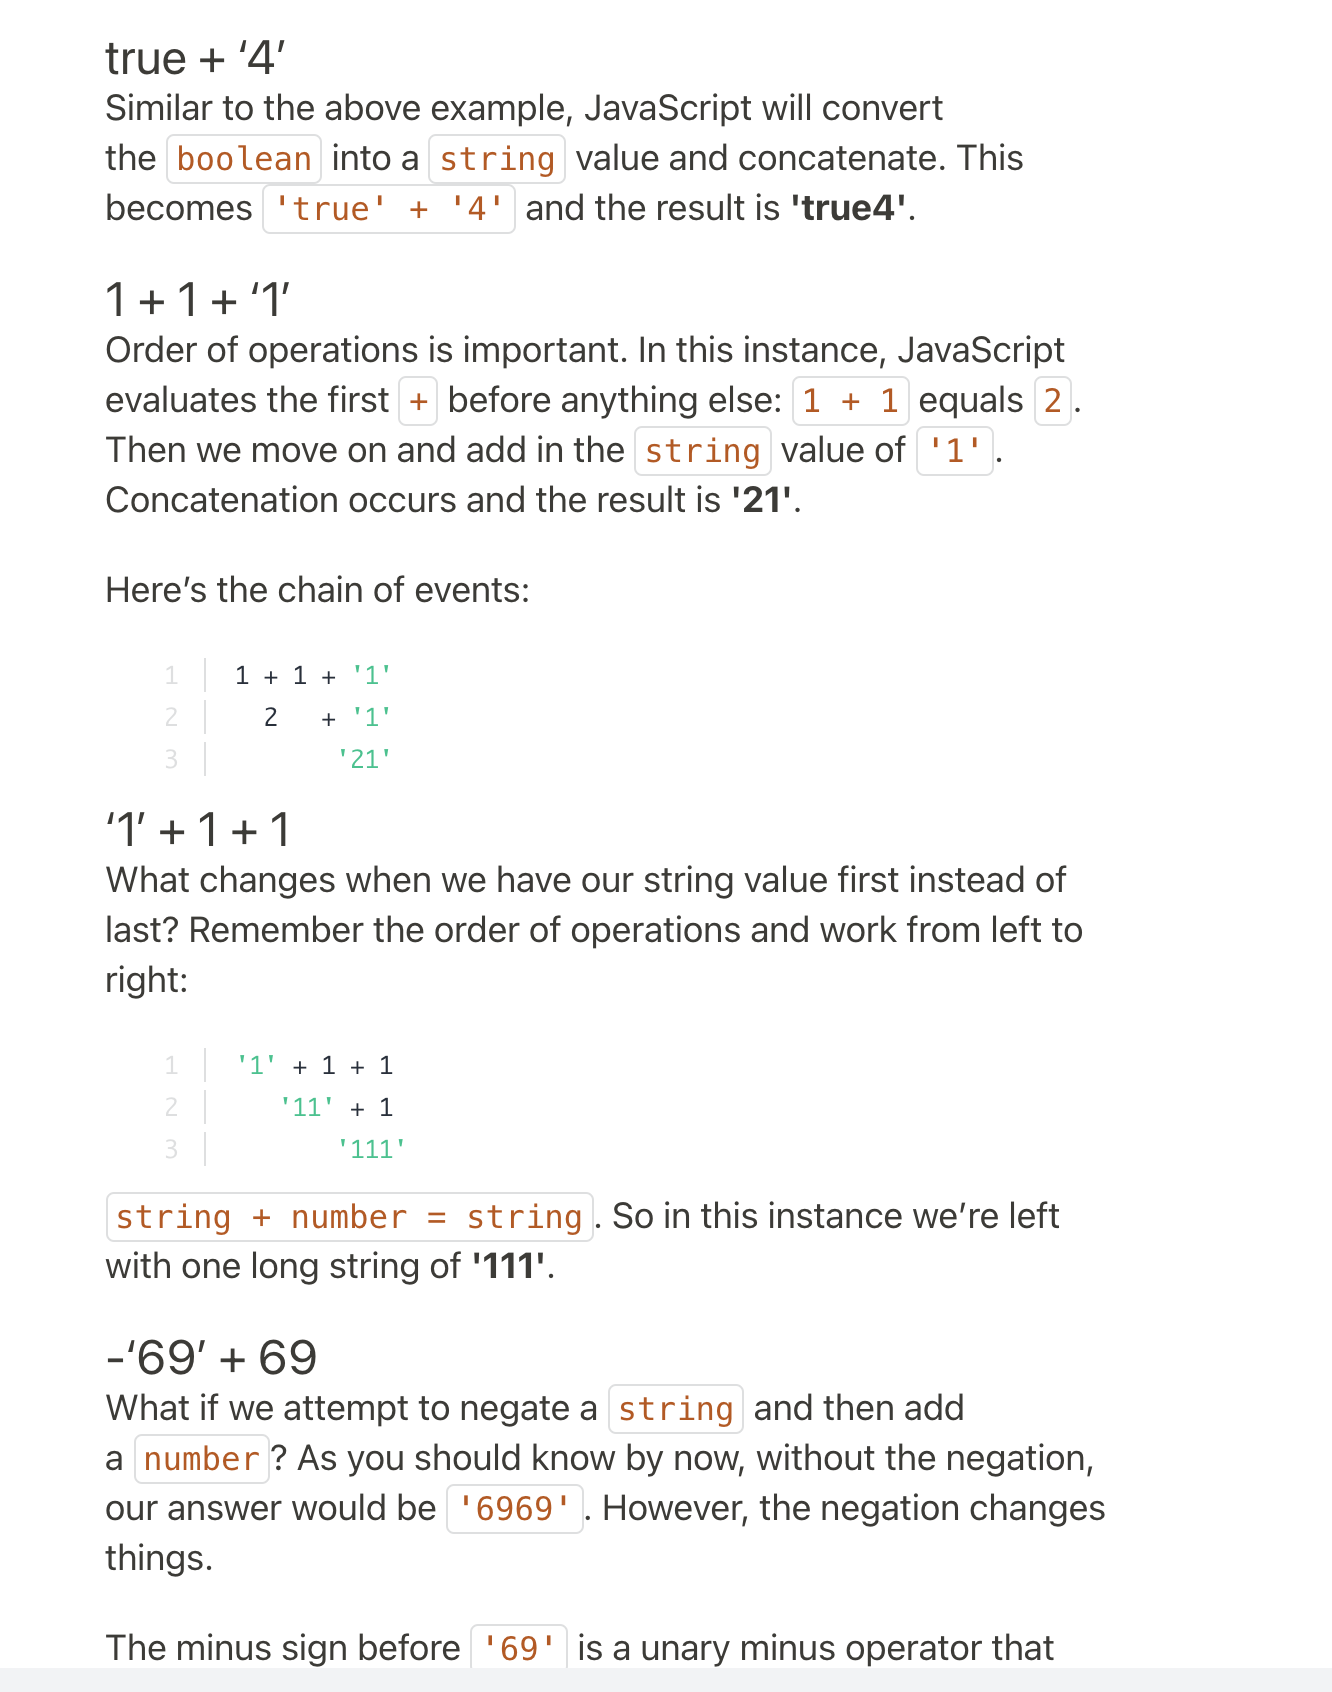 true + ‘4’
Similar to the above example, JavaScript will convert
the boolean into a string value and concatenate. This
becomes 'true' + '4' and the result is 'true4'.
1 + 1 + ‘1’
Order of operations is important. In this instance, JavaScript
evaluates the first + before anything else: 1 + 1 equals 2.
Then we move on and add in the string value of '1'.
Concatenation occurs and the result is '21'.
Here’s the chain of events:
1 1 + 1 + '1'
2 2 + '1'
3 '21'
‘1’ + 1 + 1
What changes when we have our string value first instead of
last? Remember the order of operations and work from left to
right:
1 '1' + 1 + 1
2 '11' + 1
3 '111'
string + number = string. So in this instance we’re left
with one long string of '111'.
-‘69’ + 69
What if we attempt to negate a string and then add
a number? As you should know by now, without the negation,
our answer would be '6969'. However, the negation changes
things.
The minus sign before '69' is a unary minus operator that